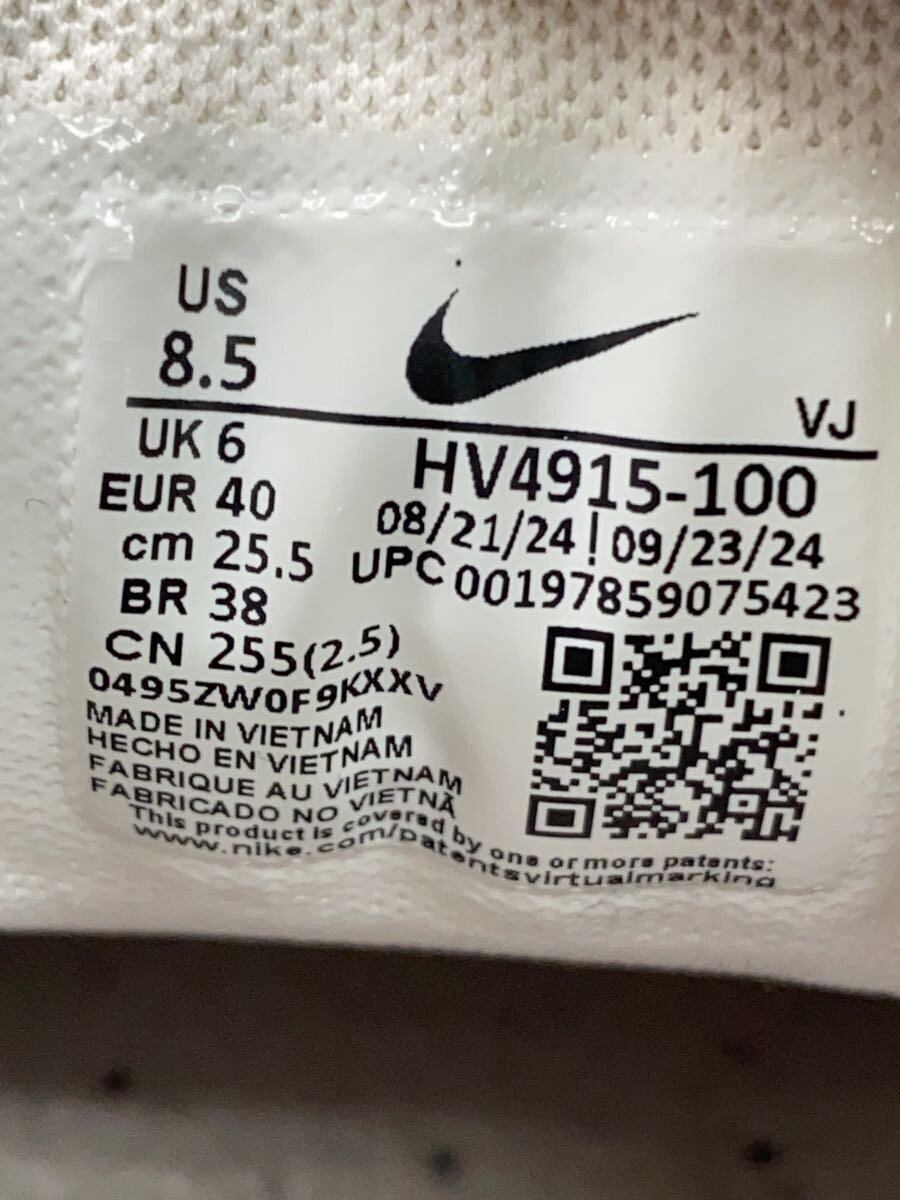 US
8.5
VJ
UK 6
HV4915-100
EUR 40
08/21/24 | 09/23/24
cm 25.5
UPC 00197859075423
BR 38
CN 255(2.5)
0495ZW0F9KXXV
MADE IN VIETNAM
HECHO EN VIETNAM
FABRIQUE AU VIETNAM
FABRICADO NO VIETNÃ
This product is covered by one or more patents:
www.nike.com/patentsvirtualmarking